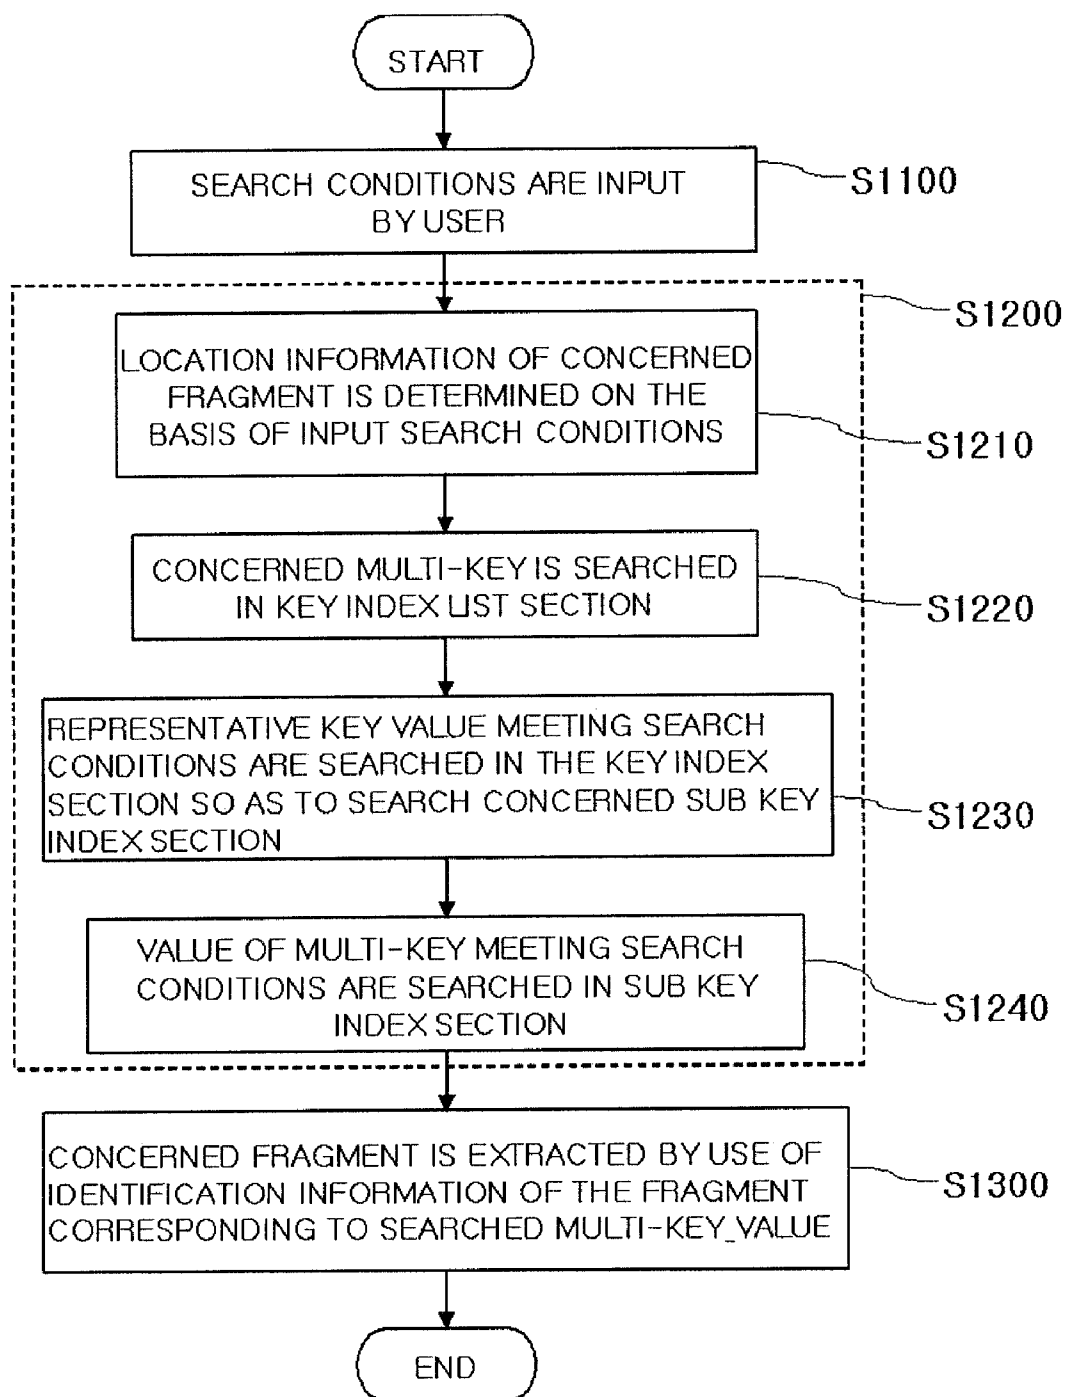 START
SEARCH CONDITIONS ARE INPUT
BY USER
S1100
S1200
LOCATION INFORMATION OF CONCERNED
FRAGMENT IS DETERMINED ON THE
BASIS OF INPUT SEARCH CONDITIONS
S1210
CONCERNED MULTI-KEY IS SEARCHED
IN KEY INDEX LIST SECTION
S1220
REPRESENTATIVE KEY VALUE MEETING SEARCH
CONDITIONS ARE SEARCHED IN THE KEY INDEX
SECTION SO AS TO SEARCH CONCERNED SUB KEY
INDEX SECTION
S1230
VALUE OF MULTI-KEY MEETING SEARCH
CONDITIONS ARE SEARCHED IN SUB KEY
INDEX SECTION
S1240
CONCERNED FRAGMENT IS EXTRACTED BY USE OF
IDENTIFICATION INFORMATION OF THE FRAGMENT
CORRESPONDING TO SEARCHED MULTI-KEY_VALUE
S1300
END